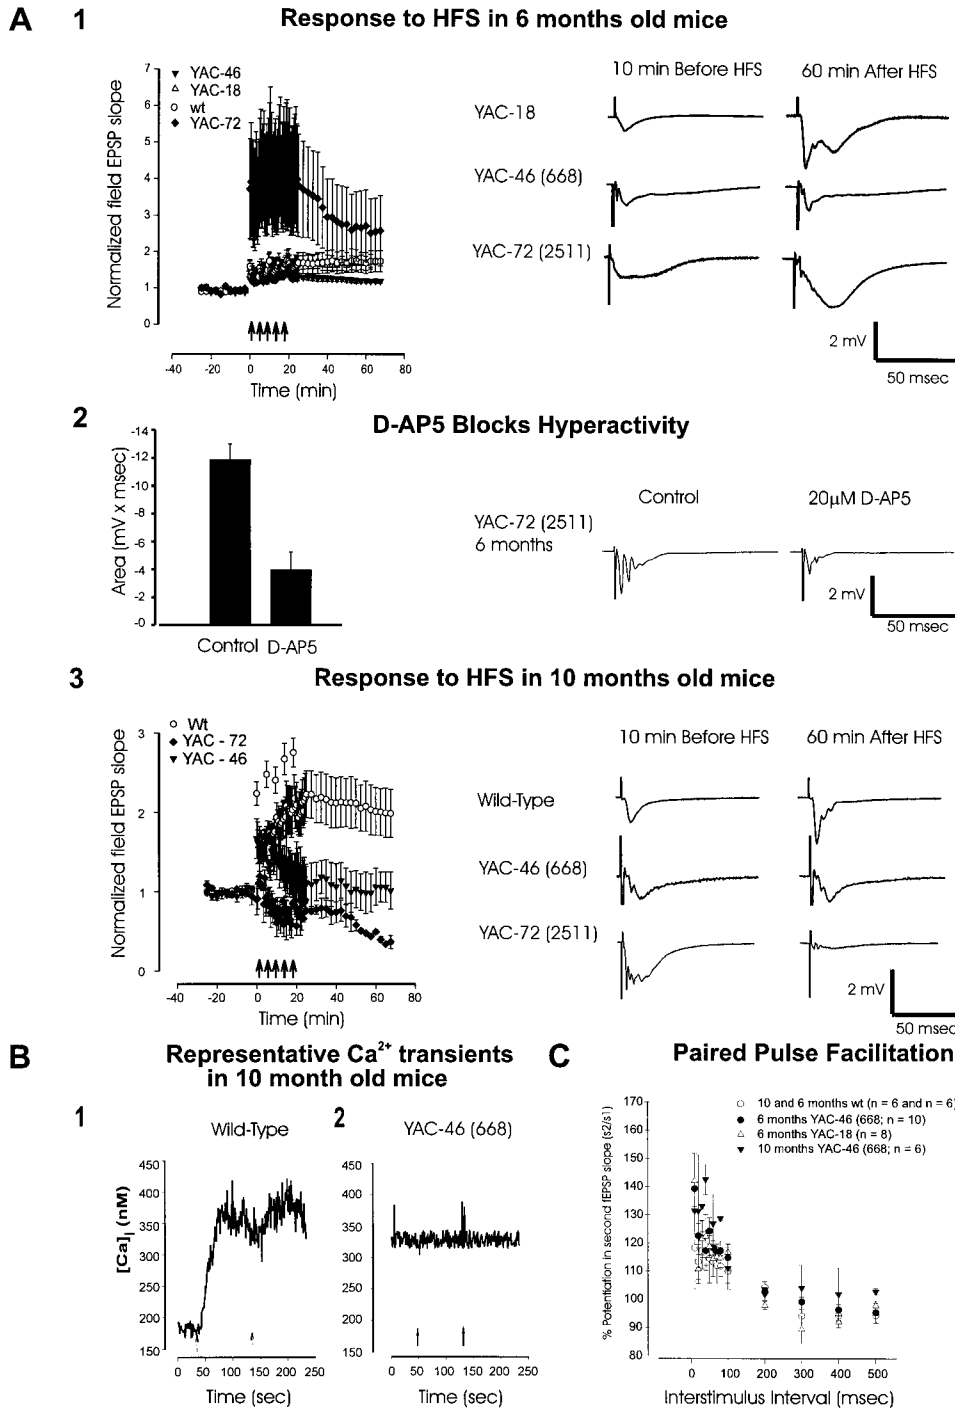 A 1 Response to HFS in 6 months old mice
Normalized field EPSP slope
7
6
5
4
3
2
1
0
YAC-46
YAC-18
wt
YAC-72
-40 -20 0 20 40 60 80
Time (min)
10 min Before HFS 60 min After HFS
YAC-18
YAC-46 (668)
YAC-72 (2511)
2 mV
50 msec
2 D-AP5 Blocks Hyperactivity
Area (mV x msec)
-14
-12
-10
-8
-6
-4
-2
-0
Control D-AP5
Control 20μM D-AP5
YAC-72 (2511)
6 months
2 mV
50 msec
3 Response to HFS in 10 months old mice
Normalized field EPSP slope
3
2
1
0
Wt
YAC - 72
YAC - 46
-40 -20 0 20 40 60 80
Time (min)
10 min Before HFS 60 min After HFS
Wild-Type
YAC-46 (668)
YAC-72 (2511)
2 mV
50 msec
B Representative Ca²⁺ transients
in 10 month old mice
1 Wild-Type
[Ca]i (nM)
450
400
350
300
250
200
150
0 50 100 150 200 250
Time (sec)
2 YAC-46 (668)
450
400
350
300
250
200
150
0 50 100 150 200 250
Time (sec)
C Paired Pulse Facilitation
% Potentiation in second fEPSP slope (s2/s1)
170
160
150
140
130
120
110
100
90
80
10 and 6 months wt (n = 6 and n = 6)
6 months YAC-46 (668; n = 10)
6 months YAC-18 (n = 8)
10 months YAC-46 (668; n = 6)
0 100 200 300 400 500
Interstimulus Interval (msec)